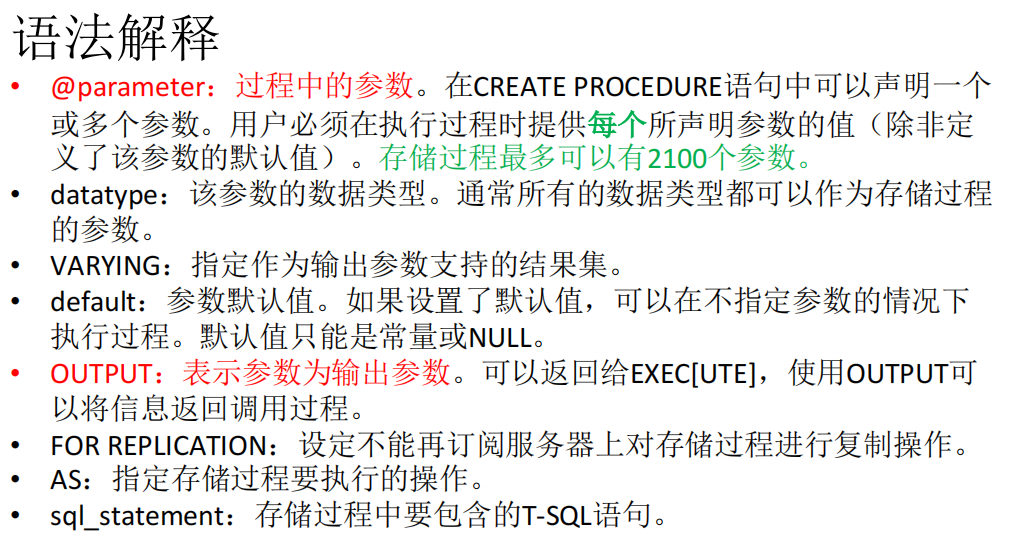 语法解释
• @parameter：过程中的参数。在CREATE PROCEDURE语句中可以声明一个
或多个参数。用户必须在执行过程时提供每个所声明参数的值（除非定
义了该参数的默认值）。存储过程最多可以有2100个参数。
• datatype：该参数的数据类型。通常所有的数据类型都可以作为存储过程
的参数。
• VARYING：指定作为输出参数支持的结果集。
• default：参数默认值。如果设置了默认值，可以在不指定参数的情况下
执行过程。默认值只能是常量或NULL。
• OUTPUT：表示参数为输出参数。可以返回给EXEC[UTE]，使用OUTPUT可
以将信息返回调用过程。
• FOR REPLICATION：设定不能再订阅服务器上对存储过程进行复制操作。
• AS：指定存储过程要执行的操作。
• sql_statement：存储过程中要包含的T-SQL语句。